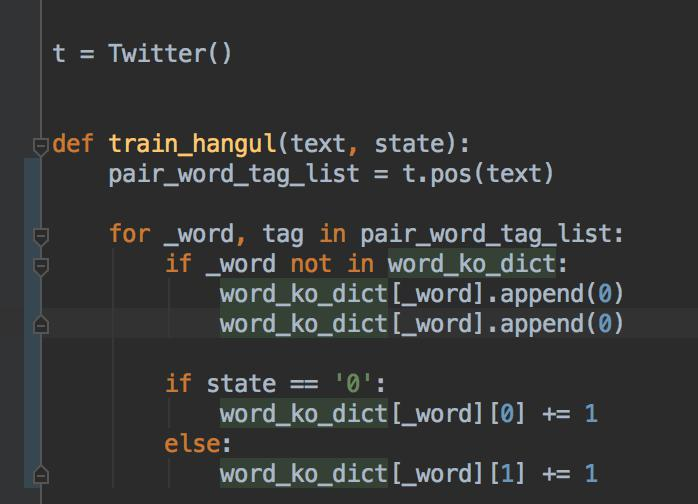 t = Twitter()
def train_hangul(text, state):
    pair_word_tag_list = t.pos(text)
    for _word, tag in pair_word_tag_list:
        if _word not in word_ko_dict:
            word_ko_dict[_word].append(0)
            word_ko_dict[_word].append(0)
        if state == '0':
            word_ko_dict[_word][0] += 1
        else:
            word_ko_dict[_word][1] += 1